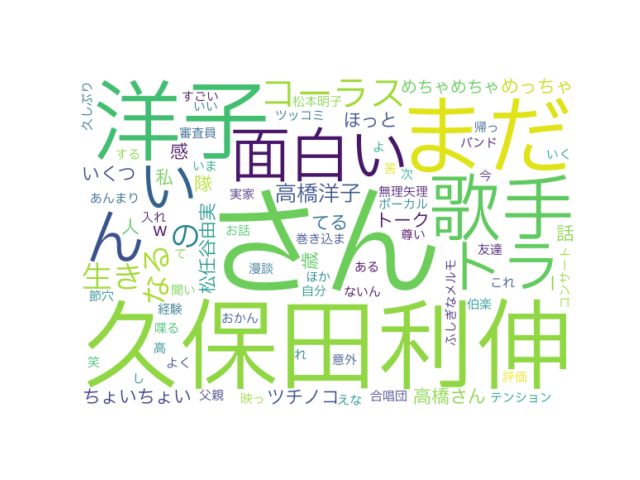 久しぶり
洋子
すごい
いい
松本明子
コーラス
めちゃめちゃ
めっちゃ
ツッコミ
ほっと
審査員
まだ
帰っ
バンド
よ
する
感
面白い
いま
次
いく
いくつ
私
隊
い
苦
今
あんまり
実家
高橋洋子
無理矢理
ボーカル
歌手
人
入れ
w
ん
の
松任谷由実
てる
さん
トーク
尊い
お話
巻き込ま
友達
話
コンサート
生き
なる
て
聞い
漫談
ほか
ある
これ
トラー
節穴
自分
ないん
ふしぎなメルモ
伯楽
経験
喋る
おかん
久保田利伸
笑
高
よく
れ
意外
評価
し
ちょいちょい
父親
映っ
ツチノコ
えな
合唱団
高橋さん
テンション